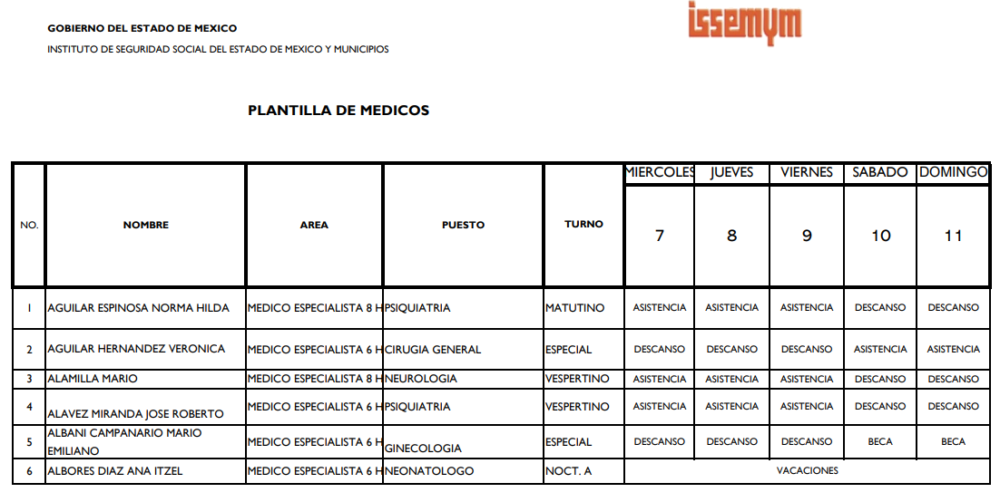 GOBIERNO DEL ESTADO DE MEXICO
INSTITUTO DE SEGURIDAD SOCIAL DEL ESTADO DE MEXICO Y MUNICIPIOS
issemym
PLANTILLA DE MEDICOS
NO. NOMBRE AREA PUESTO TURNO MIERCOLES JUEVES VIERNES SABADO DOMINGO
7 8 9 10 11
1 AGUILAR ESPINOSA NORMA HILDA MEDICO ESPECIALISTA 8 H PSIQUIATRIA MATUTINO ASISTENCIA ASISTENCIA ASISTENCIA DESCANSO DESCANSO
2 AGUILAR HERNANDEZ VERONICA MEDICO ESPECIALISTA 6 H CIRUGIA GENERAL ESPECIAL DESCANSO DESCANSO DESCANSO ASISTENCIA ASISTENCIA
3 ALAMILLA MARIO MEDICO ESPECIALISTA 8 H NEUROLOGIA VESPERTINO ASISTENCIA ASISTENCIA ASISTENCIA DESCANSO DESCANSO
4 ALAVEZ MIRANDA JOSE ROBERTO MEDICO ESPECIALISTA 6 H PSIQUIATRIA VESPERTINO ASISTENCIA ASISTENCIA ASISTENCIA DESCANSO DESCANSO
5 ALBANI CAMPANARIO MARIO
EMILIANO MEDICO ESPECIALISTA 6 H GINECOLOGIA ESPECIAL DESCANSO DESCANSO DESCANSO BECA BECA
6 ALBORES DIAZ ANA ITZEL MEDICO ESPECIALISTA 6 H NEONATOLOGO NOCT. A VACACIONES